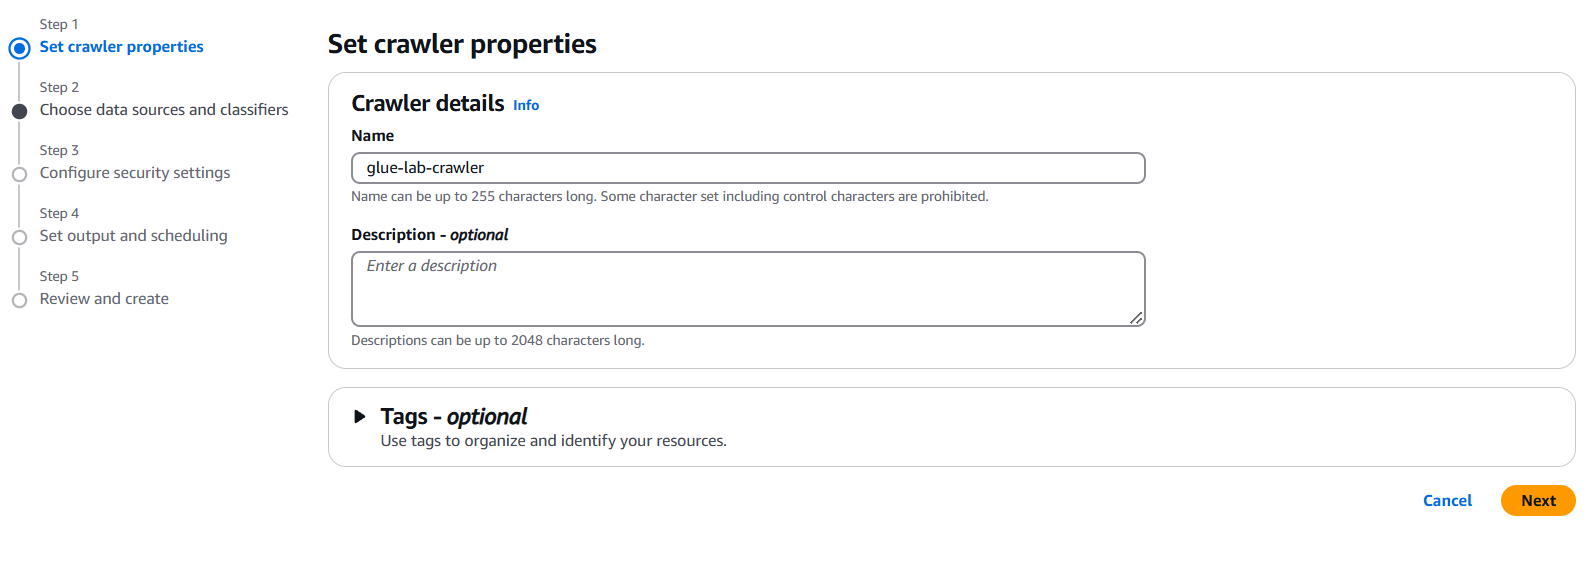 Step 1
Set crawler properties
Step 2
Choose data sources and classifiers
Step 3
Configure security settings
Step 4
Set output and scheduling
Step 5
Review and create
Set crawler properties
Crawler details Info
Name
glue-lab-crawler
Name can be up to 255 characters long. Some character set including control characters are prohibited.
Description - optional
Enter a description
Descriptions can be up to 2048 characters long.
Tags - optional
Use tags to organize and identify your resources.
Cancel Next